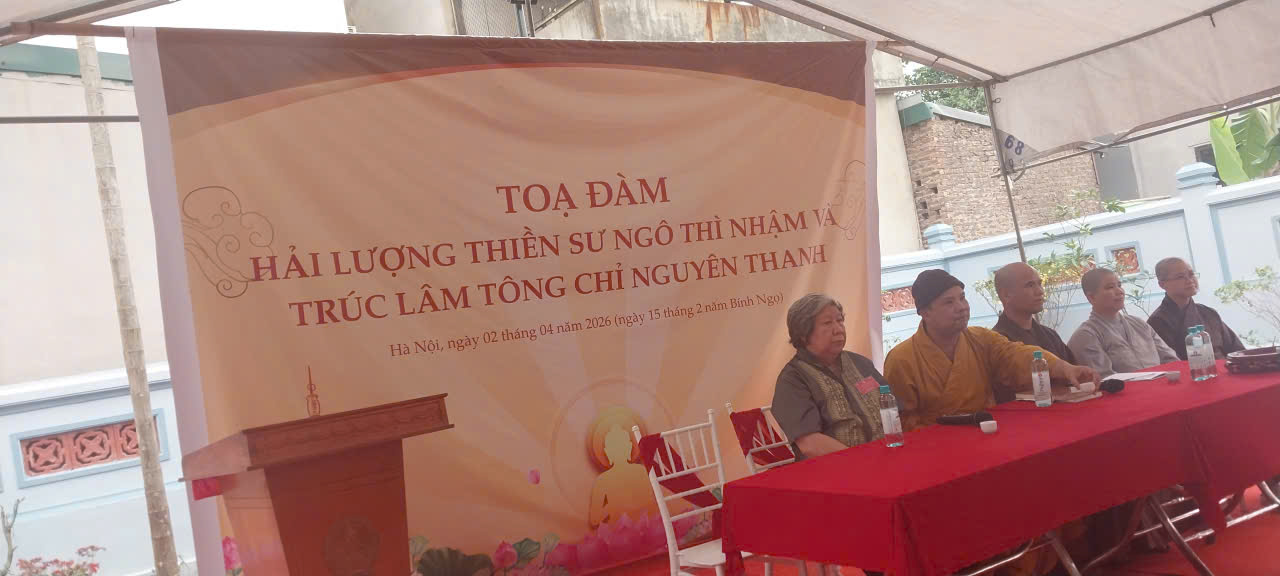 TOẠ ĐÀM
HẢI LƯỢNG THIỀN SƯ NGÔ THÌ NHẬM VÀ
TRÚC LÂM TÔNG CHỈ NGUYÊN THANH
Hà Nội, ngày 02 tháng 04 năm 2026 (ngày 15 tháng 2 năm Bính Ngọ)
68